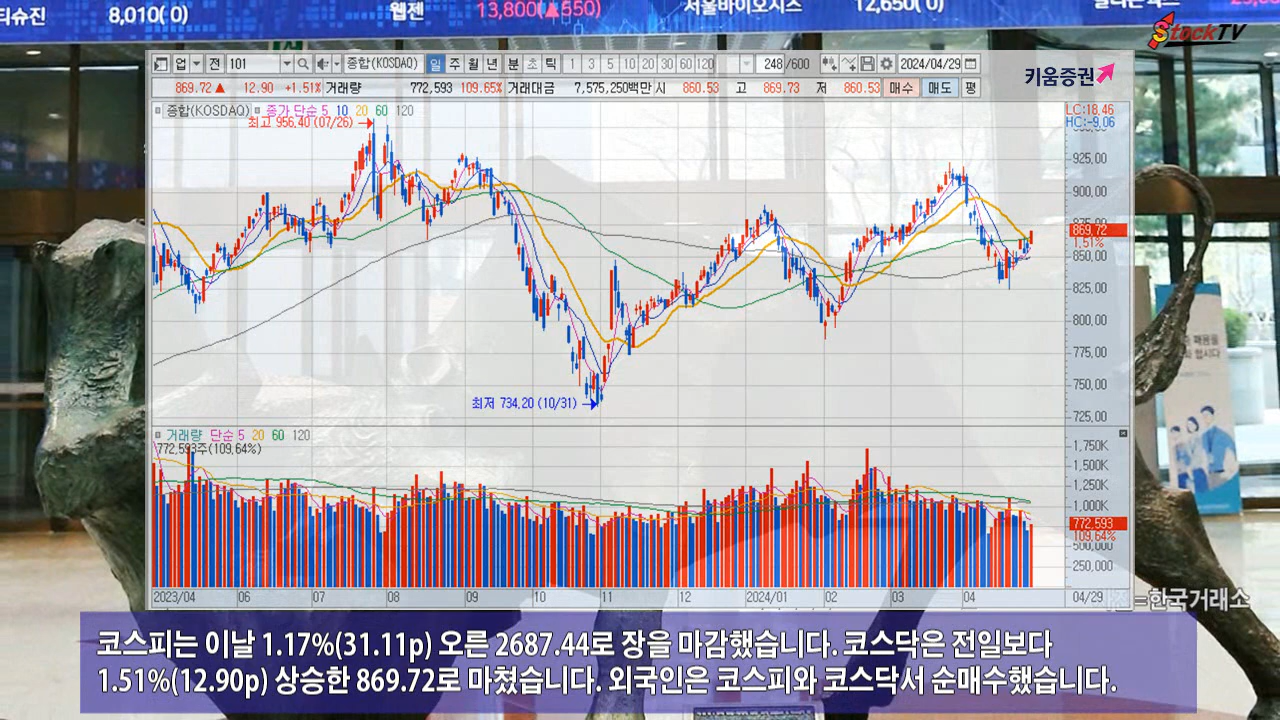 티슈진 8,010( 0) 웹젠 13,800(▲550) 서울바이오시스 12,650( 0)
StockTV
업 전 101 종합(KOSDAQ) 일 주 월 년 분 초 틱 1 3 5 10 20 30 60 120 248 /600 2024/04/29
키움증권
869.72 ▲ 12.90 +1.51% 거래량 772,593 109.65% 거래대금 7,575,250백만 시 860.53 고 869.73 저 860.53 매수 매도 평
종합(KOSDAQ) 종가 단순 5 10 20 60 120
LC:18.46
HC:-9.06
최고 956.40 (07/26)
925,00
900,00
875,00
869.72
1.51%
850,00
825,00
800,00
775,00
750,00
최저 734.20 (10/31)
725,00
거래량 단순 5 20 60 120
772,593주(109.64%)
1,750K
1,500K
1,250K
1,000K
772,593
109.64%
500,000
250,000
2023/04 06 07 08 09 10 11 12 2024/01 02 03 04 04/29
=한국거래소
코스피는 이날 1.17%(31.11p) 오른 2687.44로 장을 마감했습니다. 코스닥은 전일보다
1.51%(12.90p) 상승한 869.72로 마쳤습니다. 외국인은 코스피와 코스닥서 순매수했습니다.